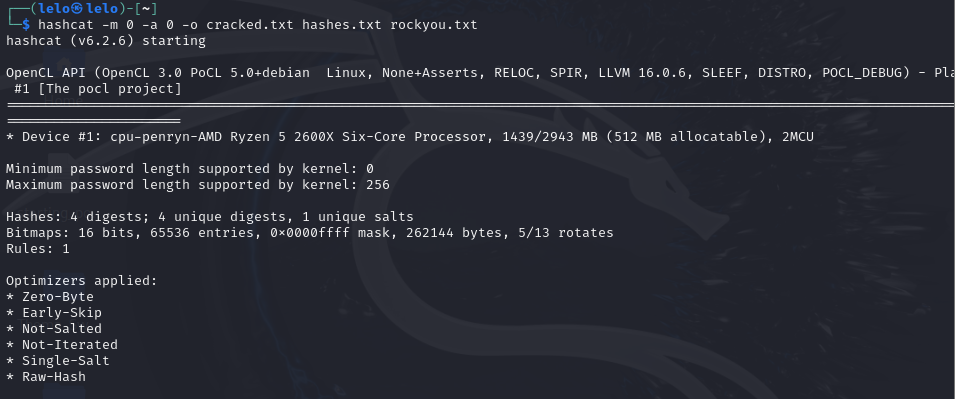 ┌──(lelo㉿lelo)-[~]
└─$ hashcat -m 0 -a 0 -o cracked.txt hashes.txt rockyou.txt
hashcat (v6.2.6) starting

OpenCL API (OpenCL 3.0 PoCL 5.0+debian  Linux, None+Asserts, RELOC, SPIR, LLVM 16.0.6, SLEEF, DISTRO, POCL_DEBUG) - Pla
 #1 [The pocl project]
====================================================================================================
====================
* Device #1: cpu-penryn-AMD Ryzen 5 2600X Six-Core Processor, 1439/2943 MB (512 MB allocatable), 2MCU

Minimum password length supported by kernel: 0
Maximum password length supported by kernel: 256

Hashes: 4 digests; 4 unique digests, 1 unique salts
Bitmaps: 16 bits, 65536 entries, 0x0000ffff mask, 262144 bytes, 5/13 rotates
Rules: 1

Optimizers applied:
* Zero-Byte
* Early-Skip
* Not-Salted
* Not-Iterated
* Single-Salt
* Raw-Hash